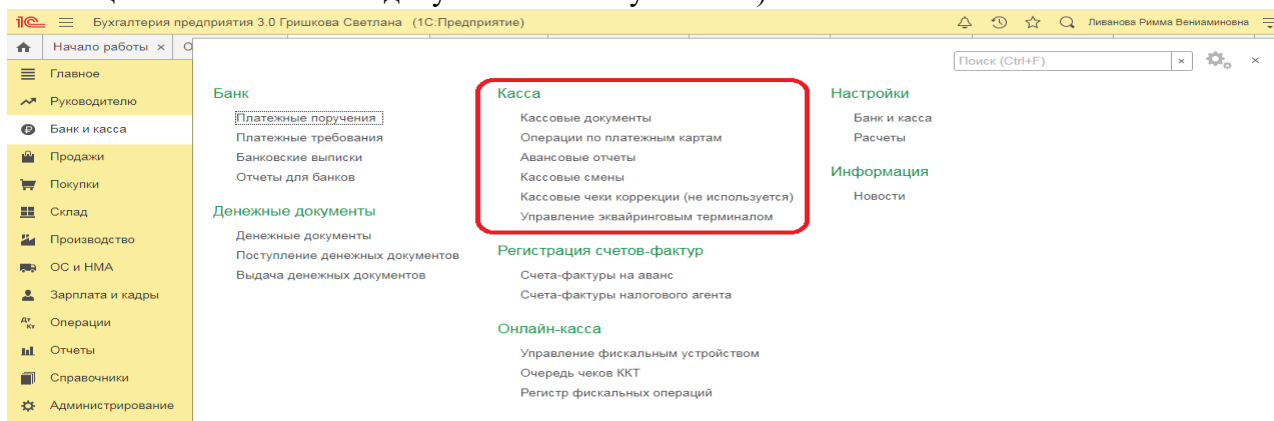 1С Бухгалтерия предприятия 3.0 Гришкова Светлана (1С:Предприятие) Ливанова Римма Вениаминовна
Начало работы × О
Поиск (Ctrl+F) ×
Главное
Руководителю
Банк и касса
Продажи
Покупки
Склад
Производство
ОС и НМА
Зарплата и кадры
Дт Кт Операции
Отчеты
Справочники
Администрирование
Банк
Платежные поручения
Платежные требования
Банковские выписки
Отчеты для банков
Денежные документы
Денежные документы
Поступление денежных документов
Выдача денежных документов
Касса
Кассовые документы
Операции по платежным картам
Авансовые отчеты
Кассовые смены
Кассовые чеки коррекции (не используется)
Управление эквайринговым терминалом
Регистрация счетов-фактур
Счета-фактуры на аванс
Счета-фактуры налогового агента
Онлайн-касса
Управление фискальным устройством
Очередь чеков ККТ
Регистр фискальных операций
Настройки
Банк и касса
Расчеты
Информация
Новости